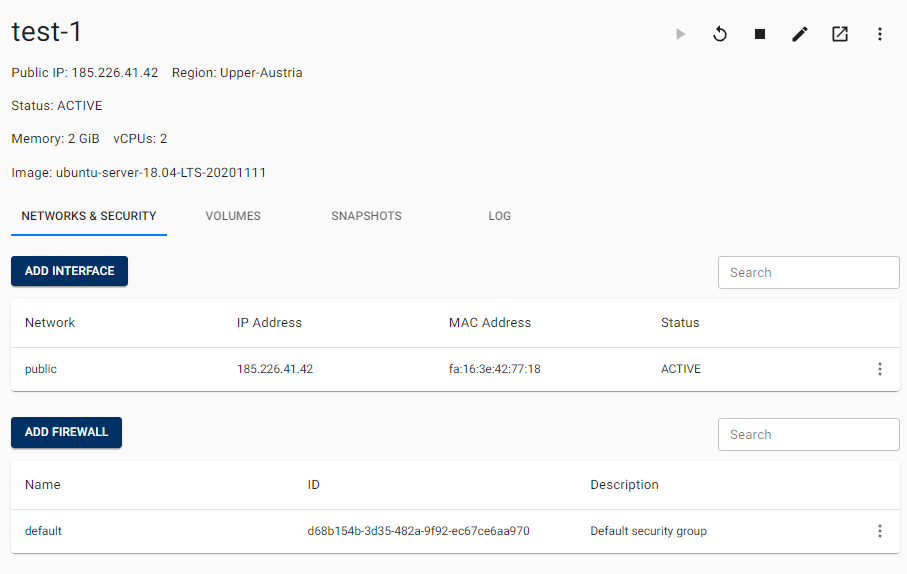 test-1
Public IP: 185.226.41.42 Region: Upper-Austria
Status: ACTIVE
Memory: 2 GiB vCPUs: 2
Image: ubuntu-server-18.04-LTS-20201111
NETWORKS & SECURITY VOLUMES SNAPSHOTS LOG
ADD INTERFACE Search
Network IP Address MAC Address Status
public 185.226.41.42 fa:16:3e:42:77:18 ACTIVE
ADD FIREWALL Search
Name ID Description
default d68b154b-3d35-482a-9f92-ec67ce6aa970 Default security group